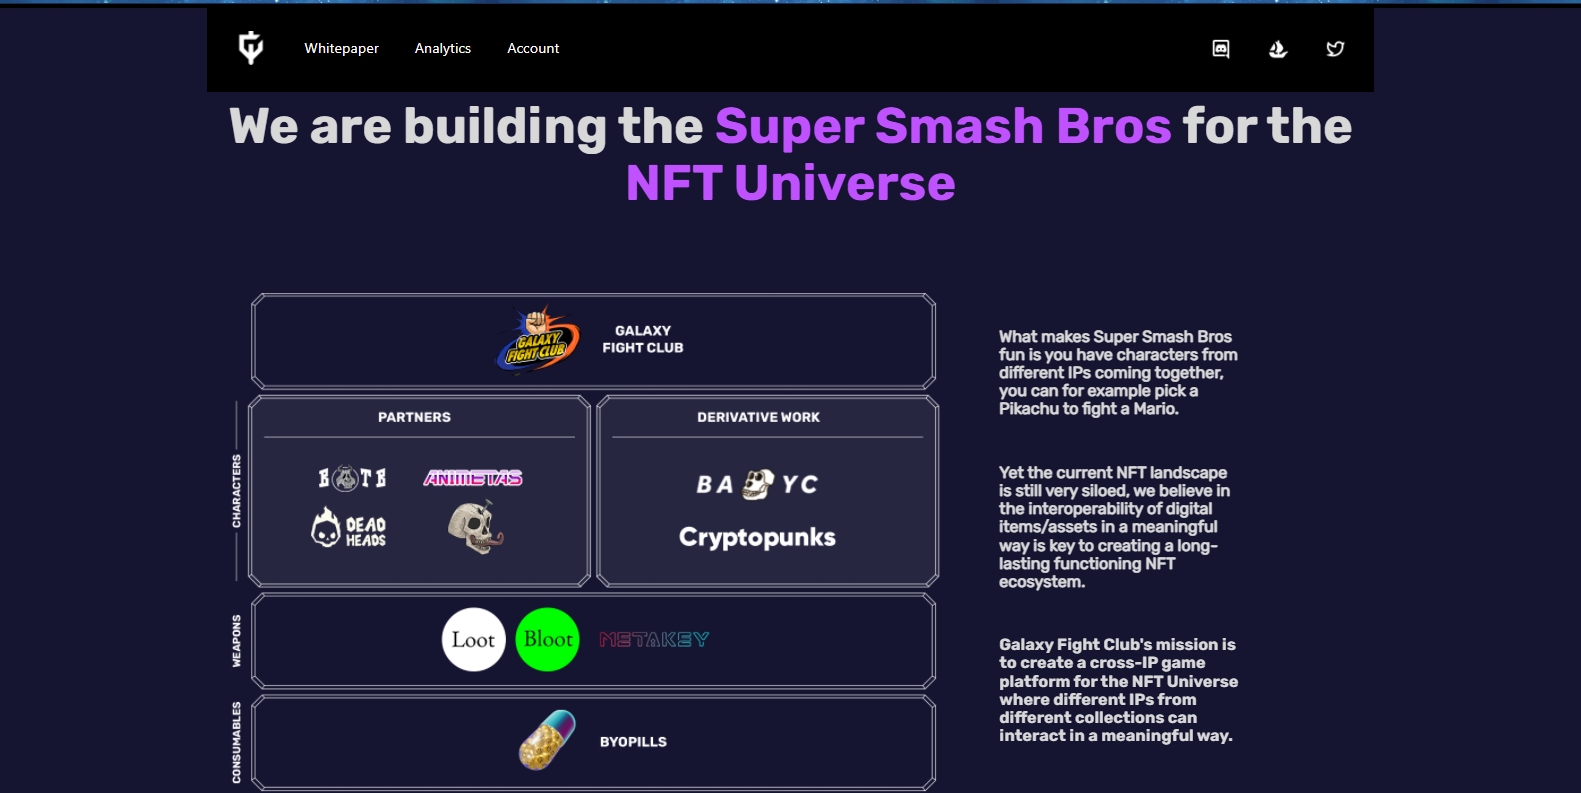 Whitepaper Analytics Account
We are building the Super Smash Bros for the
NFT Universe
GALAXY FIGHT CLUB
GALAXY
FIGHT CLUB
PARTNERS
DERIVATIVE WORK
CHARACTERS
B TB
ANIMETAS
DEAD
HEADS
BA YC
Cryptopunks
WEAPONS
Loot
Bloot
METAKEY
CONSUMABLES
BYOPILLS
What makes Super Smash Bros
fun is you have characters from
different IPs coming together,
you can for example pick a
Pikachu to fight a Mario.
Yet the current NFT landscape
is still very siloed, we believe in
the interoperability of digital
items/assets in a meaningful
way is key to creating a long-
lasting functioning NFT
ecosystem.
Galaxy Fight Club's mission is
to create a cross-IP game
platform for the NFT Universe
where different IPs from
different collections can
interact in a meaningful way.